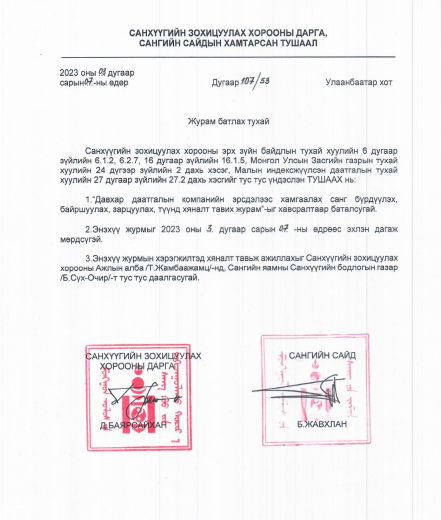 САНХҮҮГИЙН ЗОХИЦУУЛАХ ХОРООНЫ ДАРГА,
САНГИЙН САЙДЫН ХАМТАРСАН ТУШААЛ
2023 оны 03 дугаар
сарын 07-ны өдөр Дугаар 107/53 Улаанбаатар хот
Журам батлах тухай
Санхүүгийн зохицуулах хорооны эрх зүйн байдлын тухай хуулийн 6 дугаар
зүйлийн 6.1.2, 6.2.7, 16 дугаар зүйлийн 16.1.5, Монгол Улсын Засгийн газрын тухай
хуулийн 24 дүгээр зүйлийн 2 дахь хэсэг, Малын индексжүүлсэн даатгалын тухай
хуулийн 27 дугаар зүйлийн 27.2 дахь хэсгийг тус тус үндэслэн ТУШААХ нь:
1."Давхар даатгалын компанийн эрсдэлээс хамгаалах санг бүрдүүлэх,
байршуулах, зарцуулах, түүнд хяналт тавих журам"-ыг хавсралтаар баталсугай.
2.Энэхүү журмыг 2023 оны 3. дугаар сарын 07 -ны өдрөөс эхлэн дагаж
мөрдсүгэй.
3.Энэхүү журмын хэрэгжилтэд хяналт тавьж ажиллахыг Санхүүгийн зохицуулах
хорооны Ажлын алба /Т.Жамбаажамц/-нд, Сангийн яамны Санхүүгийн бодлогын газар
/Б.Сүх-Очир/-т тус тус даалгасугай.
САНХҮҮГИЙН ЗОХИЦУУЛАХ
ХОРООНЫ ДАРГА
Д.БАЯРСАЙХАН
САНГИЙН САЙД
Б.ЖАВХЛАН